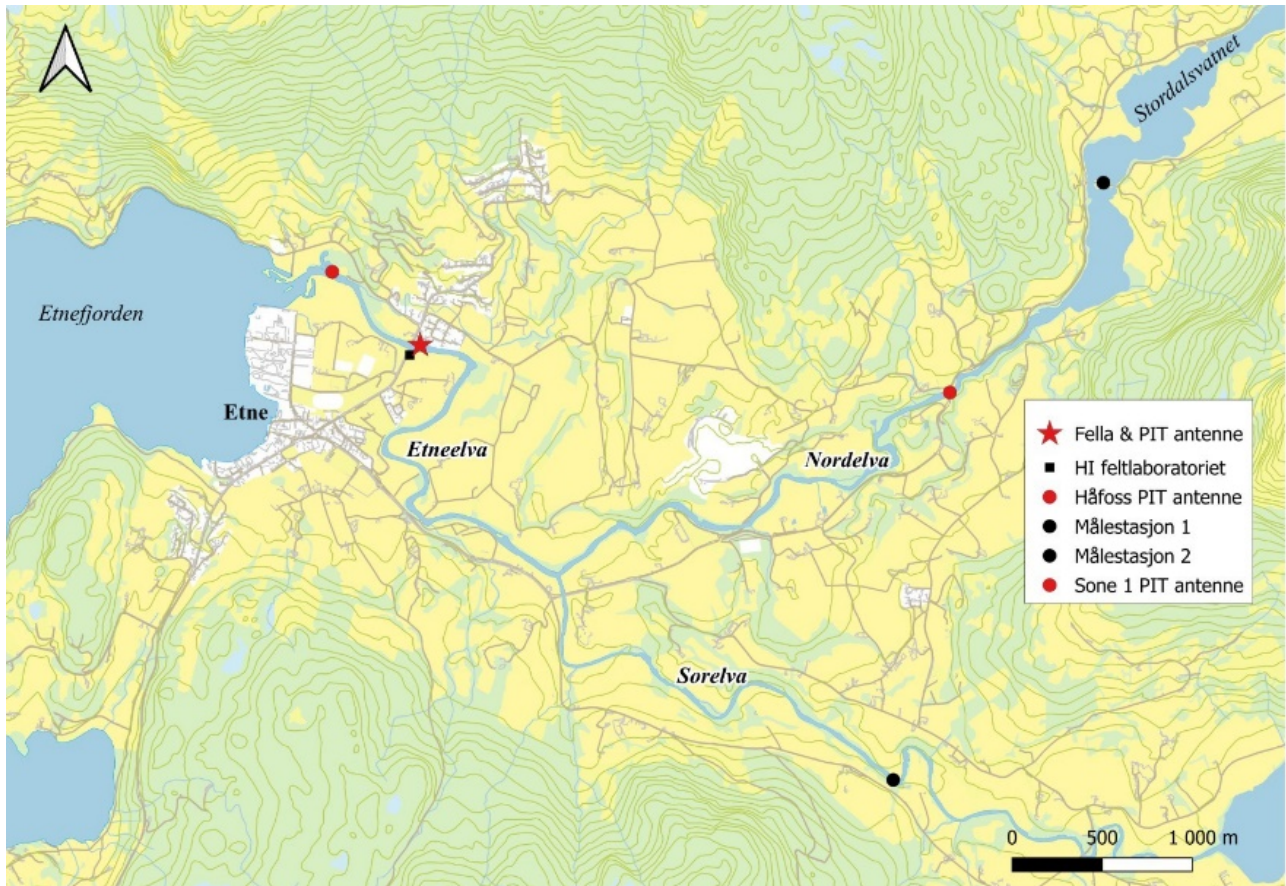 Stordalsvatnet
Etnefjorden
Etne
Etneelva
Nordelva
Sorelva
Fella & PIT antenne
HI feltlaboratoriet
Håfoss PIT antenne
Målestasjon 1
Målestasjon 2
Sone 1 PIT antenne
0 500 1 000 m